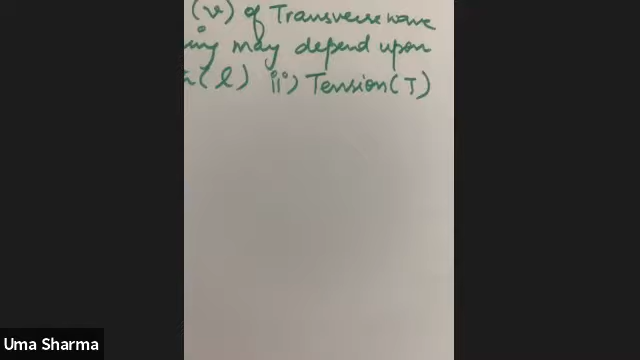 (v) of Transverse wave
may depend upon
(l) ii) Tension (T)
Uma Sharma